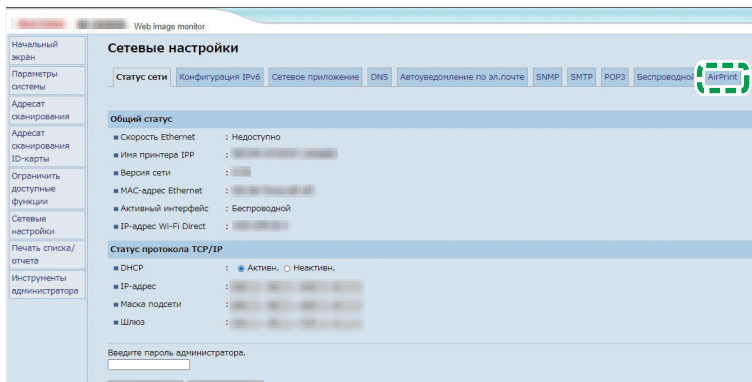 Web image monitor
Начальный
экран
Параметры
системы
Адресат
сканирования
Адресат
сканирования
ID-карты
Ограничить
доступные
функции
Сетевые
настройки
Печать списка/
отчета
Инструменты
администратора
Сетевые настройки
Статус сети Конфигурация IPv6 Сетевое приложение DNS Автоуведомление по эл.почте SNMP SMTP POP3 Беспроводной AirPrint
Общий статус
Скорость Ethernet : Недоступно
Имя принтера IPP :
Версия сети :
MAC-адрес Ethernet :
Активный интерфейс : Беспроводной
IP-адрес Wi-Fi Direct :
Статус протокола TCP/IP
DHCP : Активн. Неактивн.
IP-адрес :
Маска подсети :
Шлюз :
Введите пароль администратора.